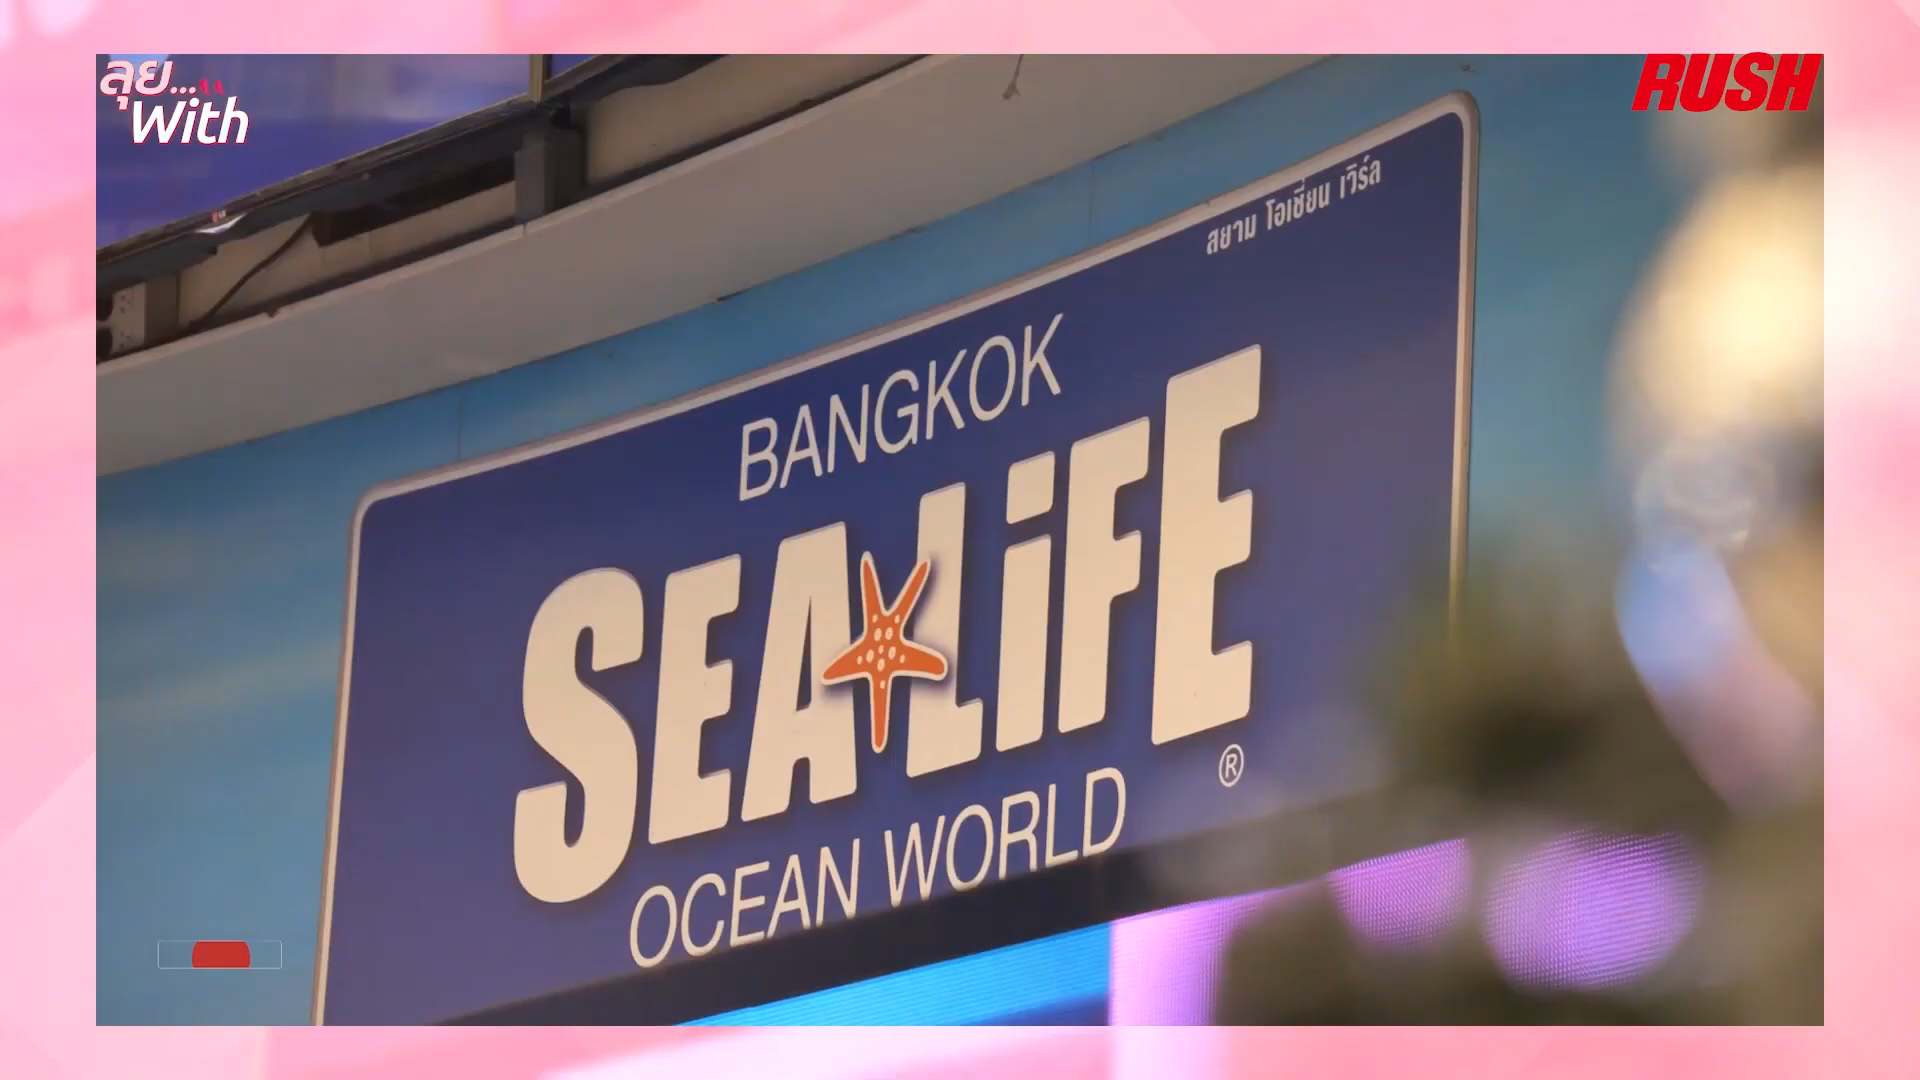 ลุย...
With
RUSH
สยาม โอเชี่ยน เวิร์ล
BANGKOK
SEA LiFE
®
OCEAN WORLD